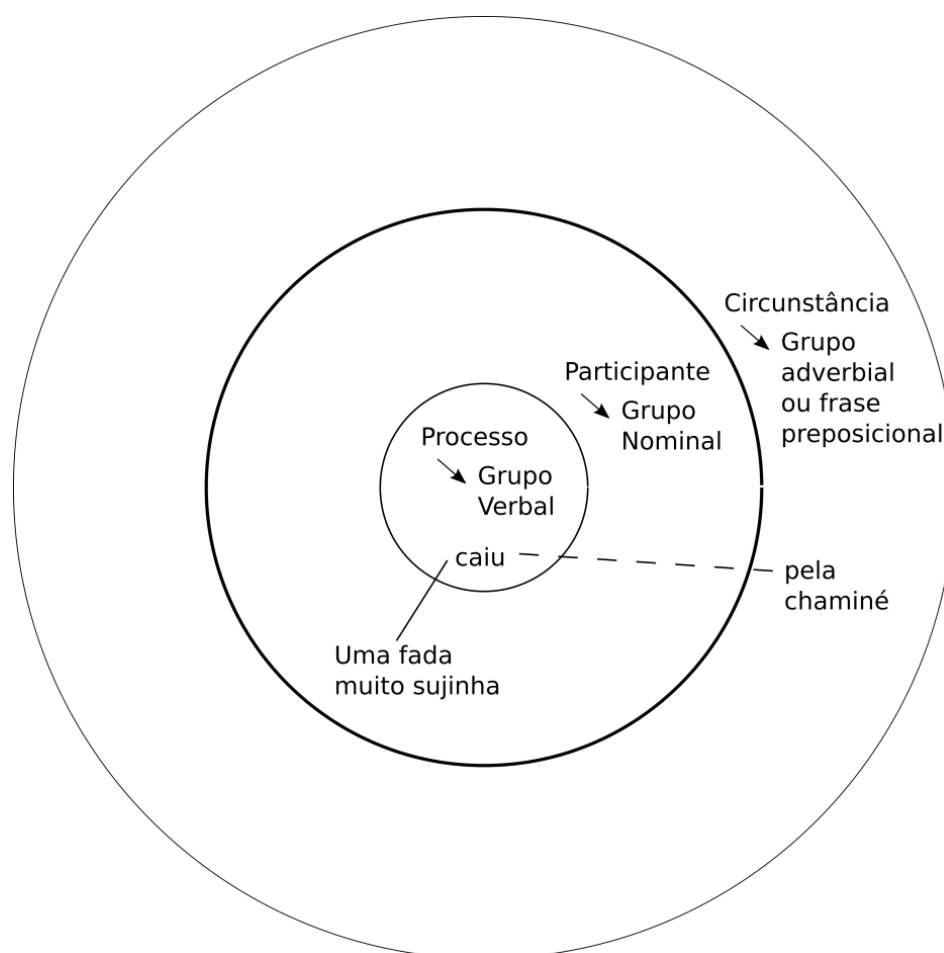 Circunstância
Grupo
adverbial
ou frase
preposicional
Participante
Grupo
Nominal
Processo
Grupo
Verbal
caiu
pela
chaminé
Uma fada
muito sujinha